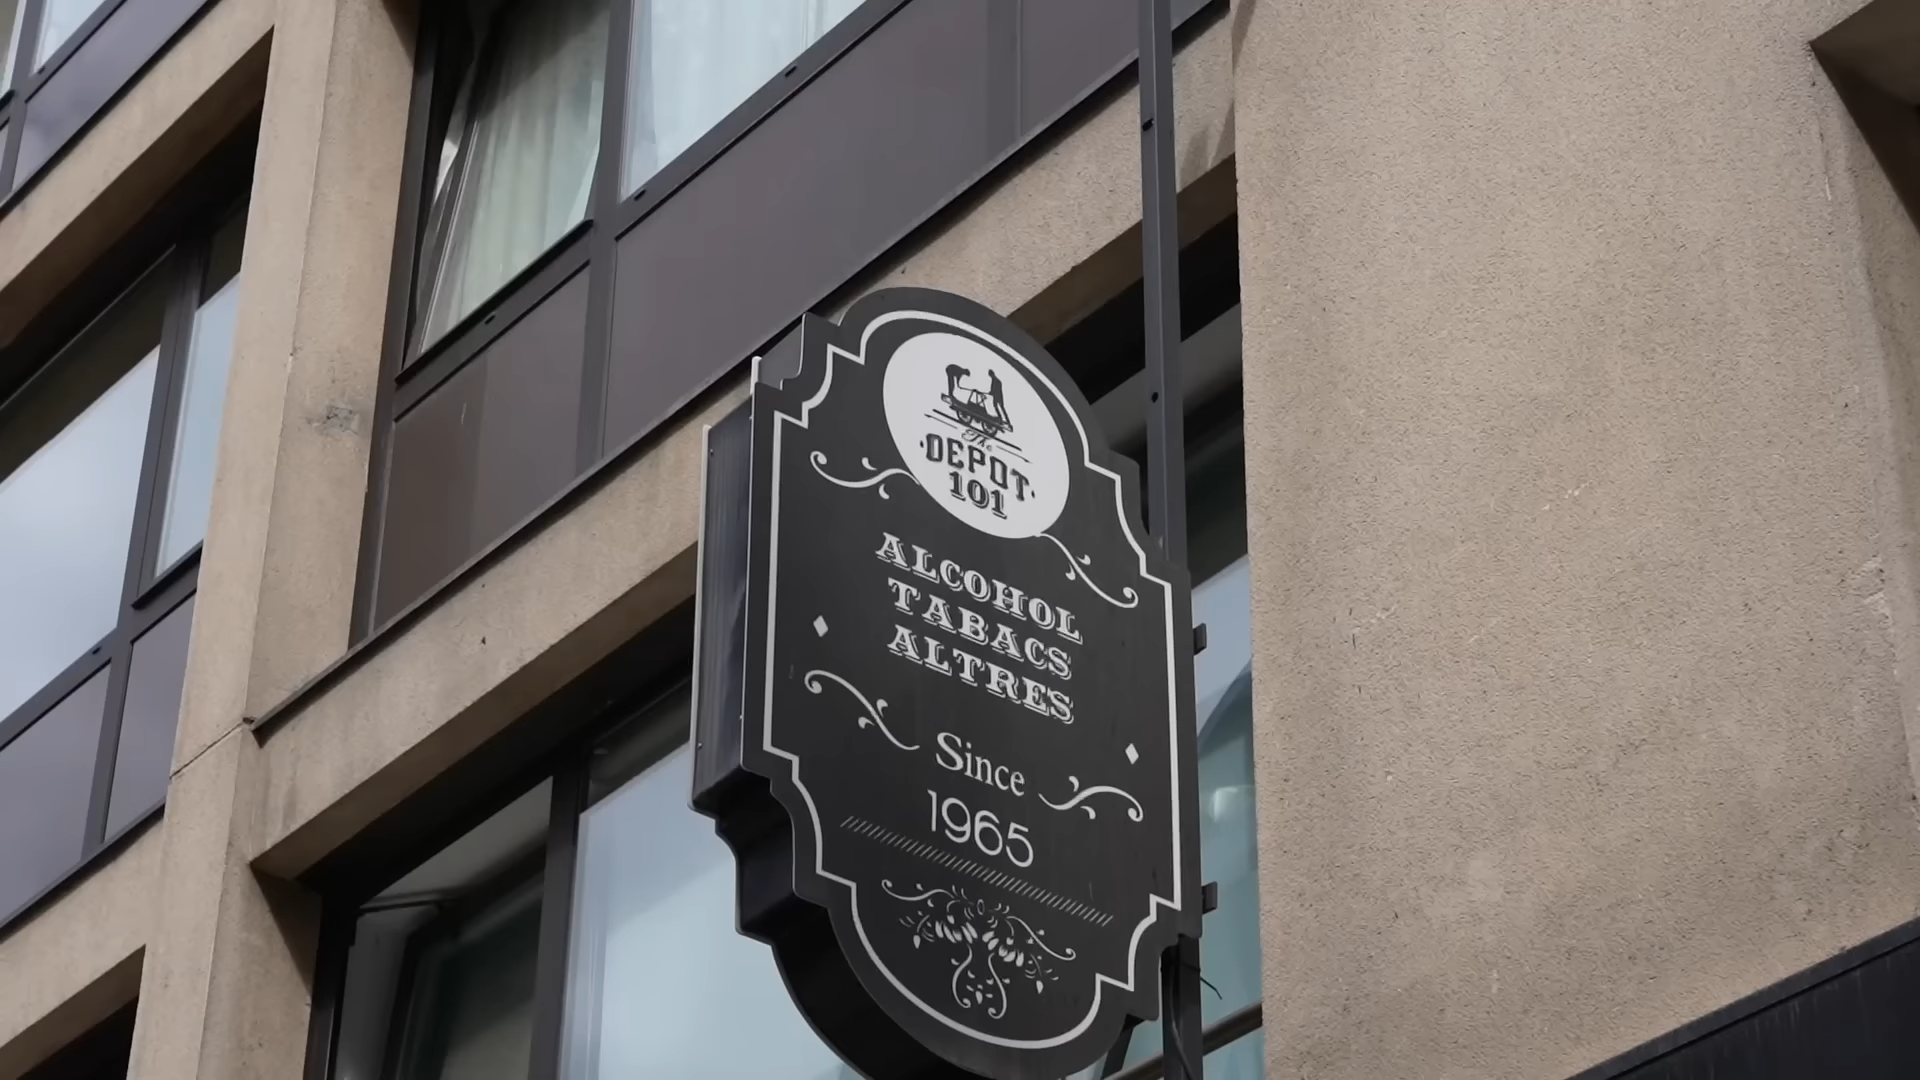 The
DEPOT
101
ALCOHOL
TABACS
ALTRES
Since
1965